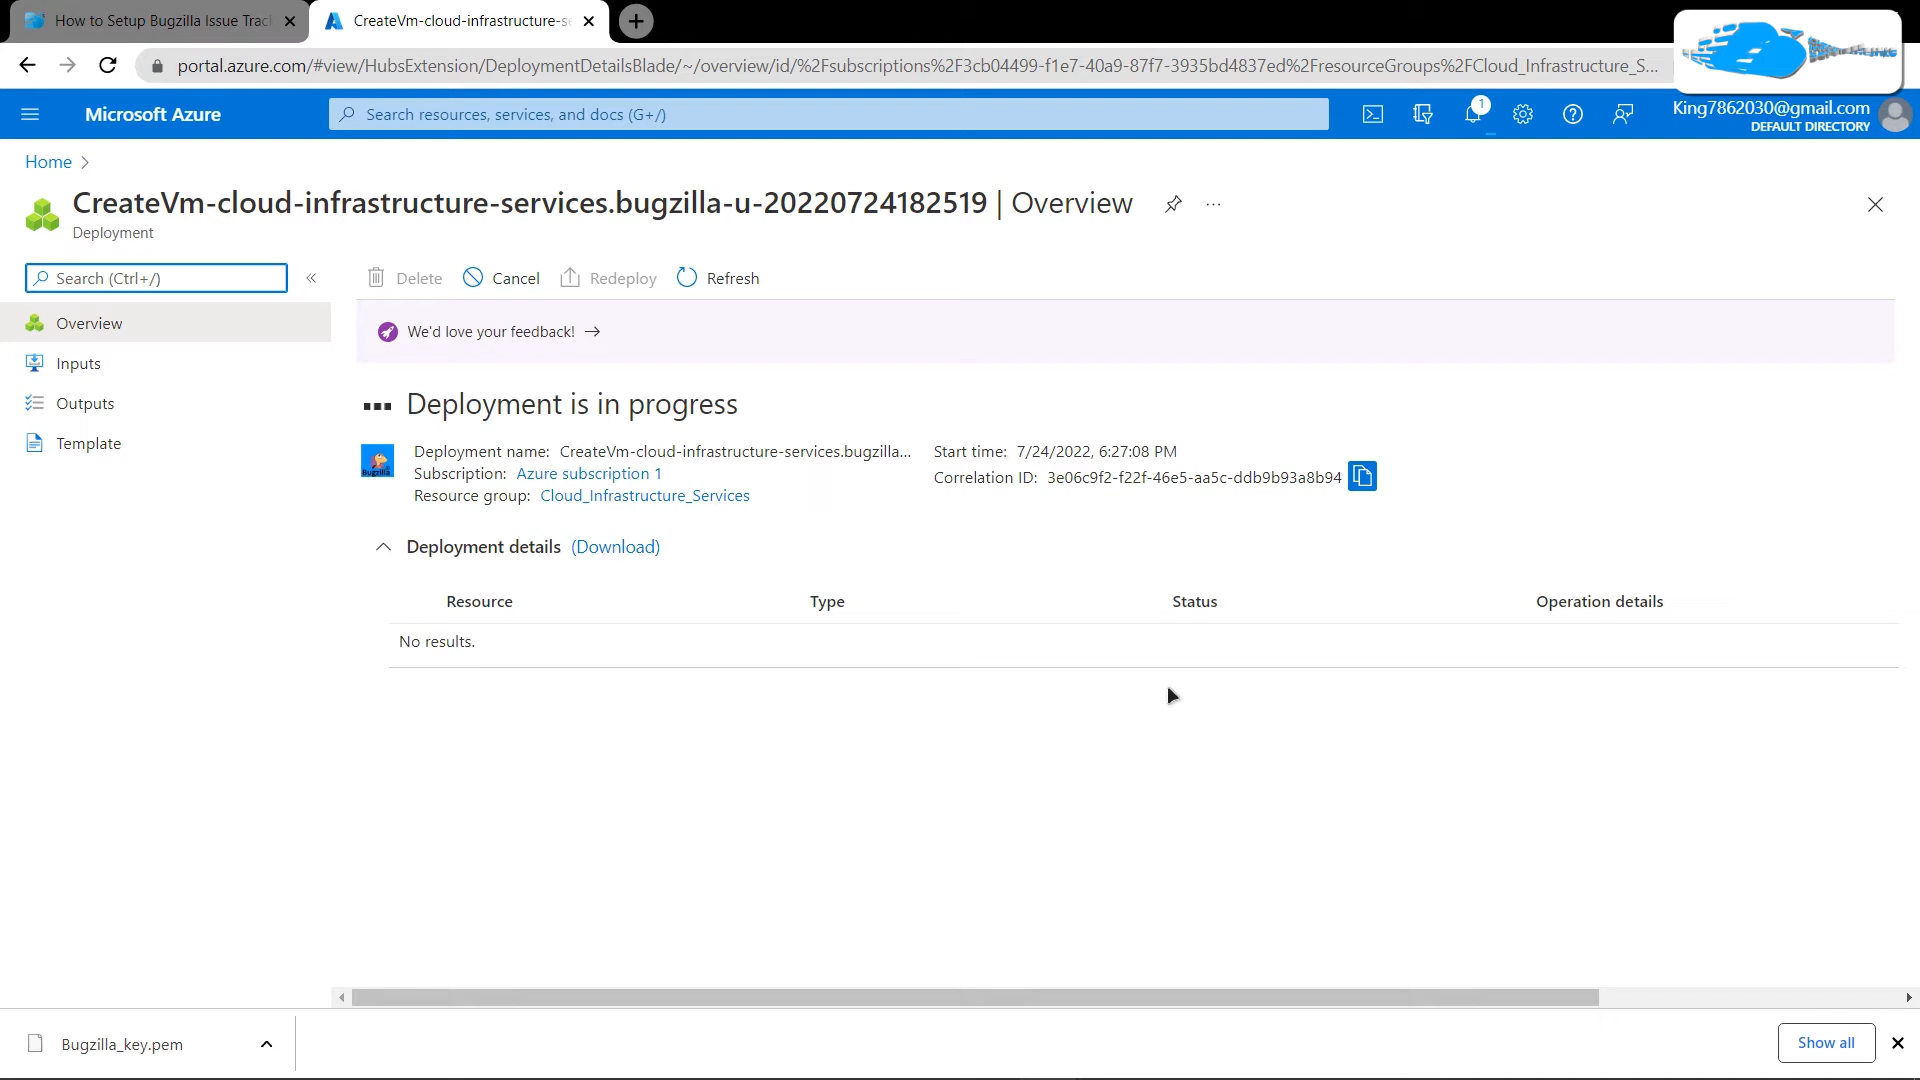 How to Setup Bugzilla Issue Trac
CreateVm-cloud-infrastructure-s
portal.azure.com/#view/HubsExtension/DeploymentDetailsBlade/~/overview/id/%2Fsubscriptions%2F3cb04499-f1e7-40a9-87f7-3935bd4837ed%2FresourceGroups%2FCloud_Infrastructure_S...
Microsoft Azure
Search resources, services, and docs (G+/)
1
King7862030@gmail.com
DEFAULT DIRECTORY
Home
CreateVm-cloud-infrastructure-services.bugzilla-u-20220724182519 | Overview
Deployment
Search (Ctrl+/)
Delete
Cancel
Redeploy
Refresh
Overview
Inputs
Outputs
Template
We'd love your feedback!
Deployment is in progress
Bugzilla
Deployment name: CreateVm-cloud-infrastructure-services.bugzilla...
Subscription: Azure subscription 1
Resource group: Cloud_Infrastructure_Services
Start time: 7/24/2022, 6:27:08 PM
Correlation ID: 3e06c9f2-f22f-46e5-aa5c-ddb9b93a8b94
Deployment details (Download)
Resource Type Status Operation details
No results.
Bugzilla_key.pem
Show all